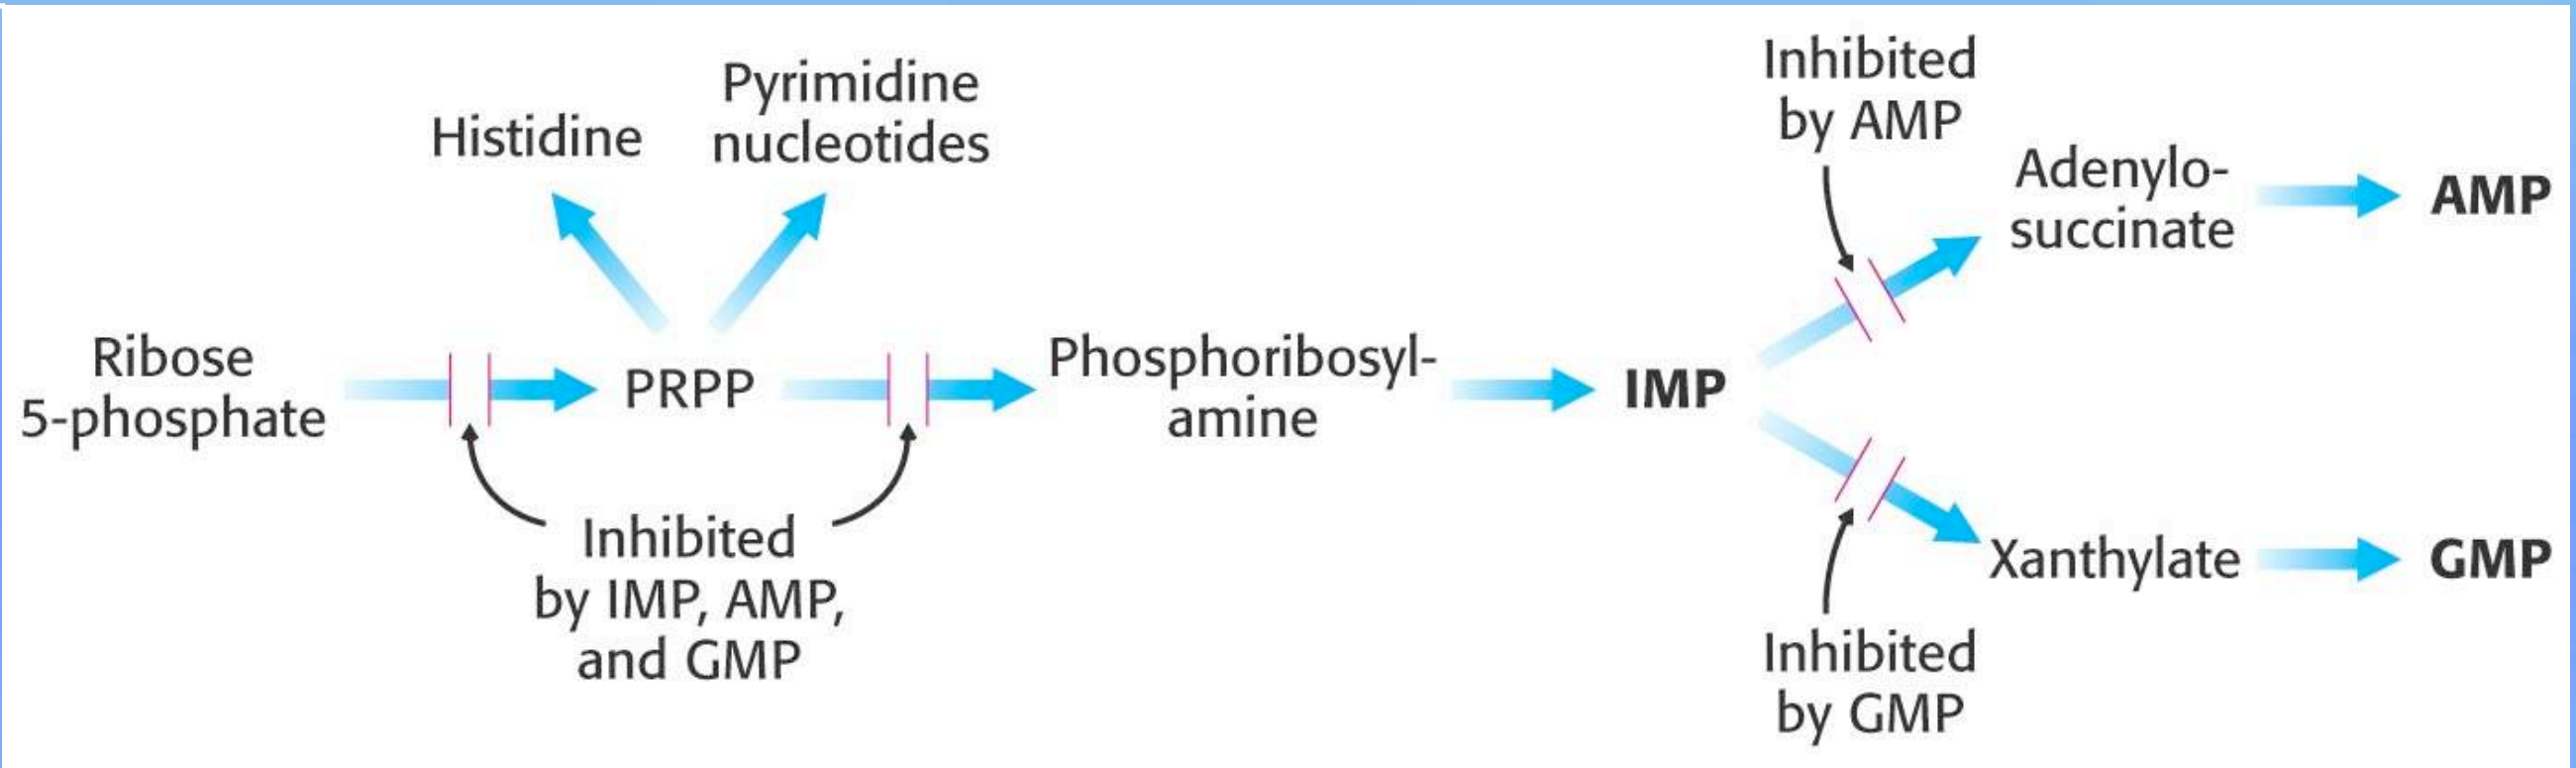 Ribose
5-phosphate
Histidine
Pyrimidine
nucleotides
PRPP
Inhibited
by IMP, AMP,
and GMP
Phosphoribosyl-
amine
IMP
Inhibited
by AMP
Adenylo-
succinate
AMP
Inhibited
by GMP
Xanthylate
GMP